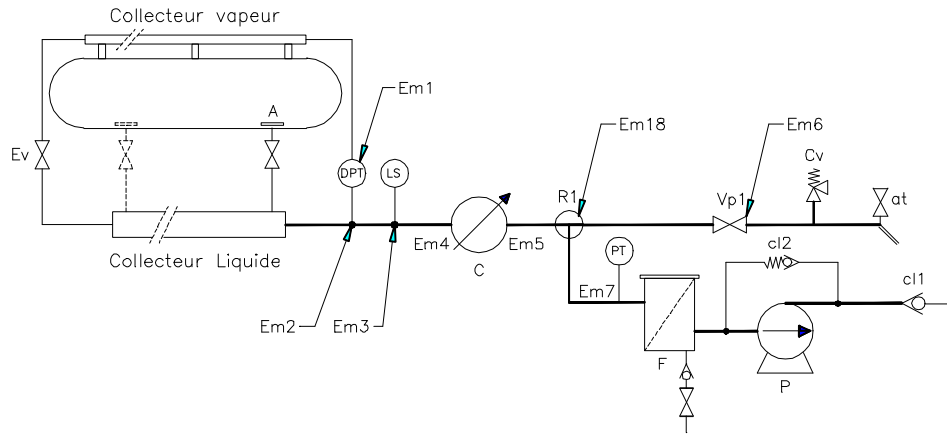 Collecteur vapeur
A
Em1
Ev
DPT
LS
Em18
Em6
R1
Cv
Vp1
at
Em4
Em5
C
PT
Collecteur Liquide
cl2
cl1
Em7
Em2
Em3
F
P